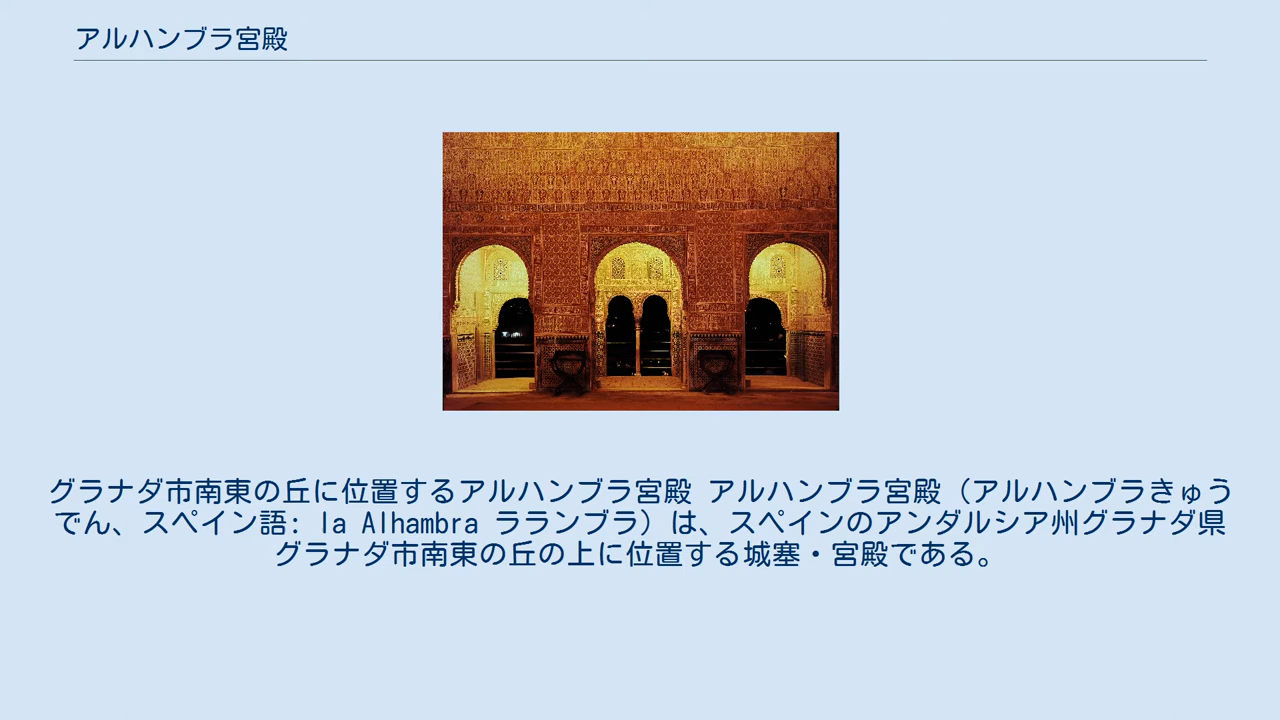 アルハンブラ宮殿
グラナダ市南東の丘に位置するアルハンブラ宮殿 アルハンブラ宮殿（アルハンブラきゅう
でん、スペイン語: la Alhambra ラランブラ）は、スペインのアンダルシア州グラナダ県
グラナダ市南東の丘の上に位置する城塞・宮殿である。